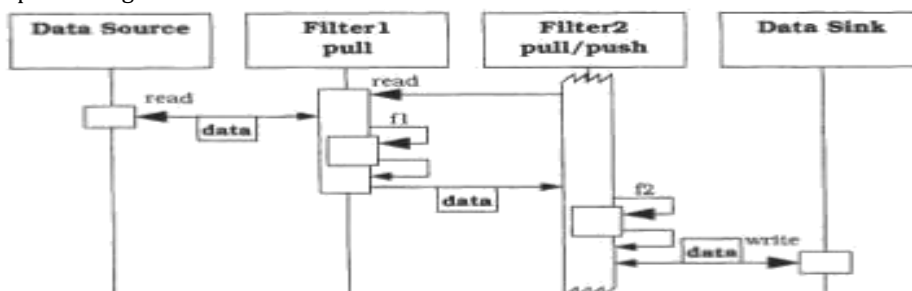 Data Source
Filter1
pull
Filter2
pull/push
Data Sink
read
read
data
f1
data
f2
data
write